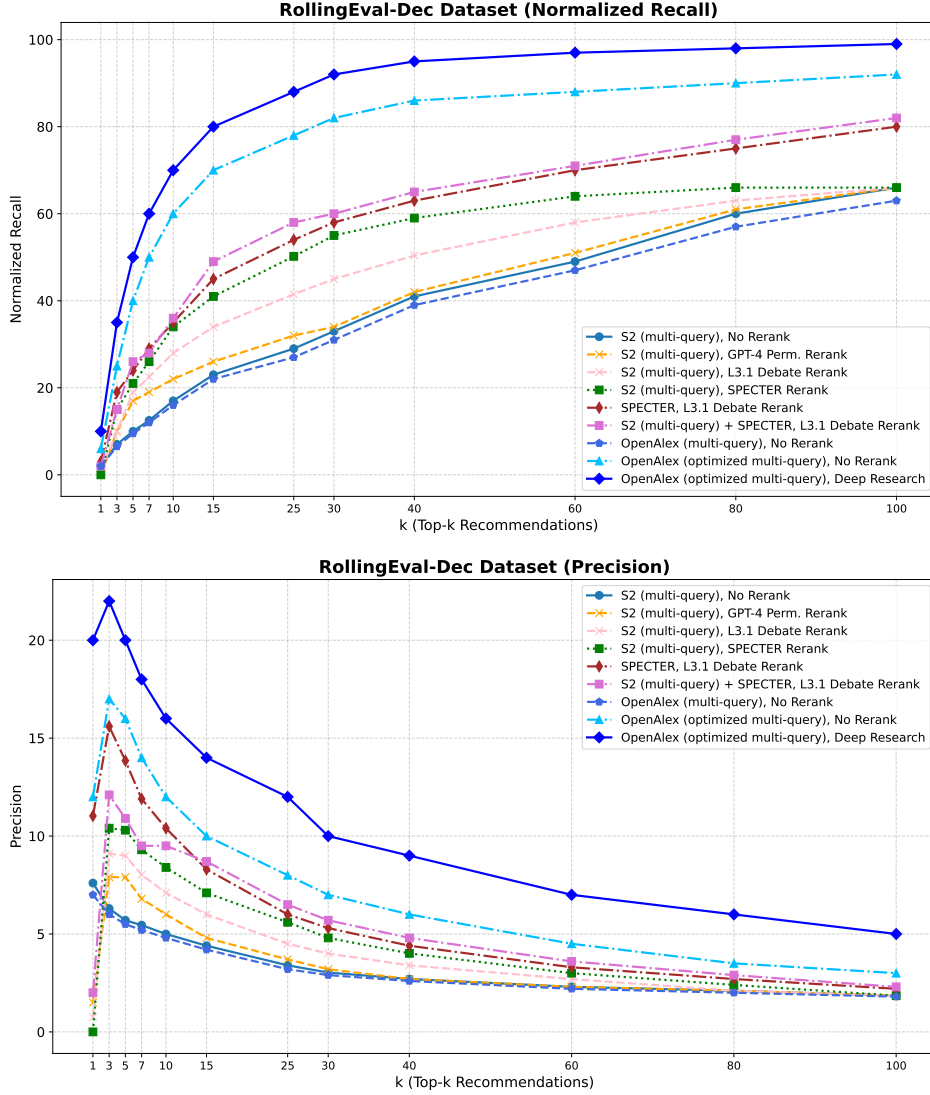 RollingEval-Dec Dataset (Normalized Recall)
100
80
60
40
20
0
Normalized Recall
S2 (multi-query), No Rerank
S2 (multi-query), GPT-4 Perm. Rerank
S2 (multi-query), L3.1 Debate Rerank
S2 (multi-query), SPECTER Rerank
SPECTER, L3.1 Debate Rerank
S2 (multi-query) + SPECTER, L3.1 Debate Rerank
OpenAlex (multi-query), No Rerank
OpenAlex (optimized multi-query), No Rerank
OpenAlex (optimized multi-query), Deep Research
1 3 5 7 10 15 25 30 40 60 80 100
k (Top-k Recommendations)
RollingEval-Dec Dataset (Precision)
20
15
10
5
0
Precision
S2 (multi-query), No Rerank
S2 (multi-query), GPT-4 Perm. Rerank
S2 (multi-query), L3.1 Debate Rerank
S2 (multi-query), SPECTER Rerank
SPECTER, L3.1 Debate Rerank
S2 (multi-query) + SPECTER, L3.1 Debate Rerank
OpenAlex (multi-query), No Rerank
OpenAlex (optimized multi-query), No Rerank
OpenAlex (optimized multi-query), Deep Research
1 3 5 7 10 15 25 30 40 60 80 100
k (Top-k Recommendations)